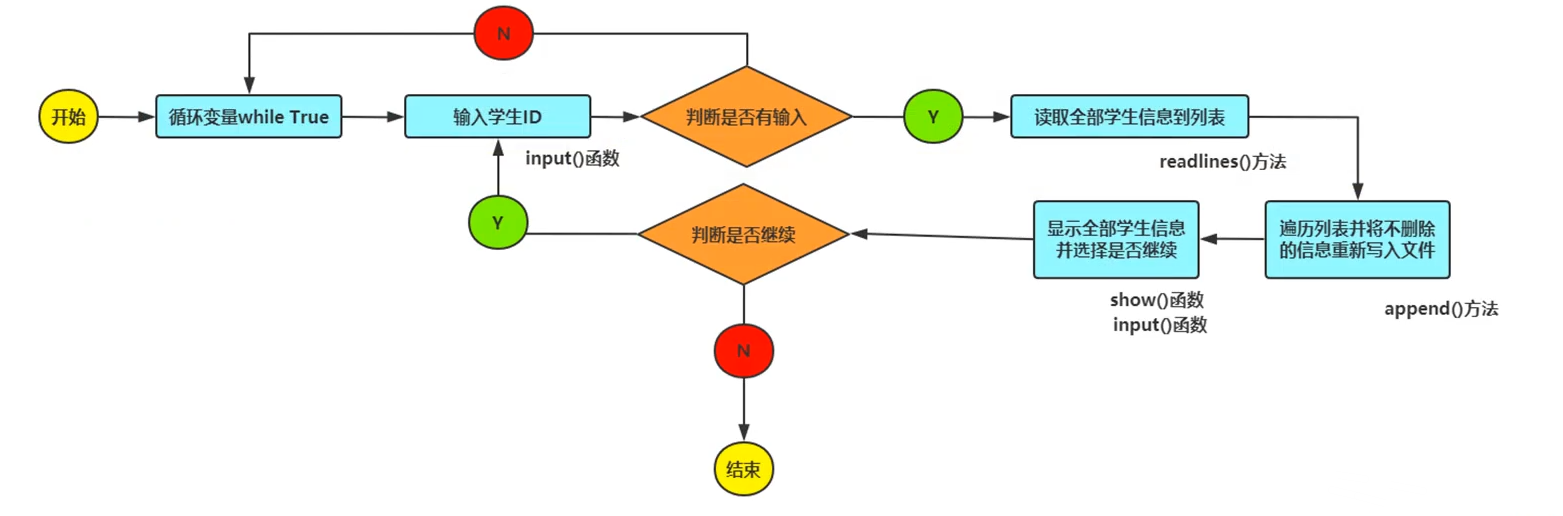 N
开始
循环变量while True
输入学生ID
判断是否有输入
Y
读取全部学生信息到列表
input()函数
readlines()方法
Y
判断是否继续
显示全部学生信息
并选择是否继续
遍历列表并将不删除
的信息重新写入文件
show()函数
input()函数
append()方法
N
结束